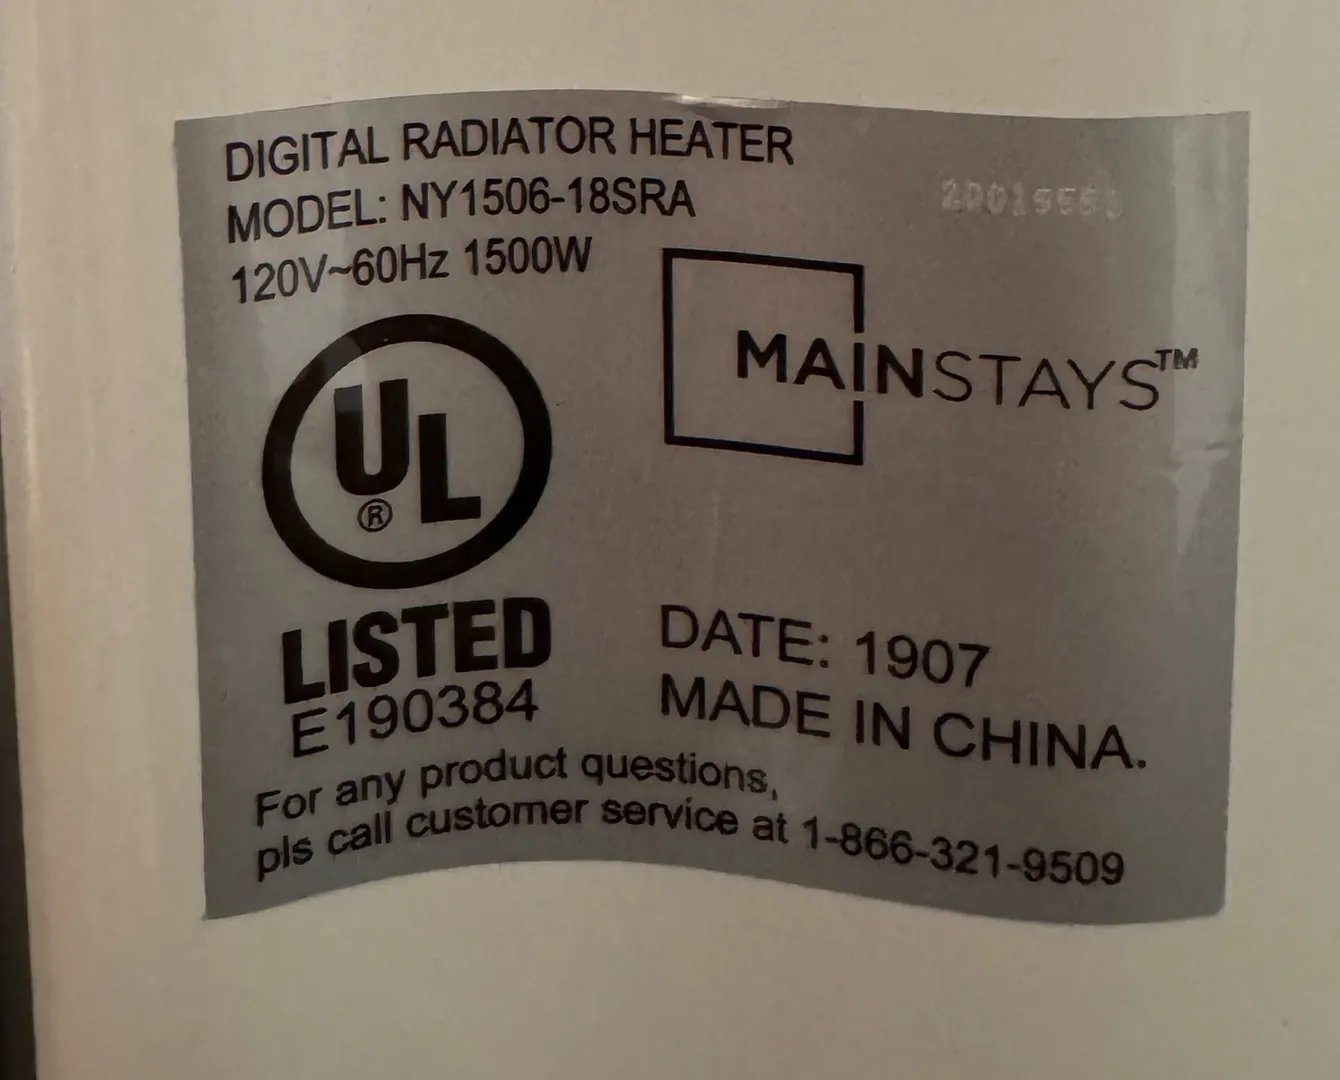 DIGITAL RADIATOR HEATER
MODEL: NY1506-18SRA
120V~60Hz 1500W
UL
®
LISTED
E190384
MAINSTAYS™
DATE: 1907
MADE IN CHINA.
For any product questions,
pls call customer service at 1-866-321-9509